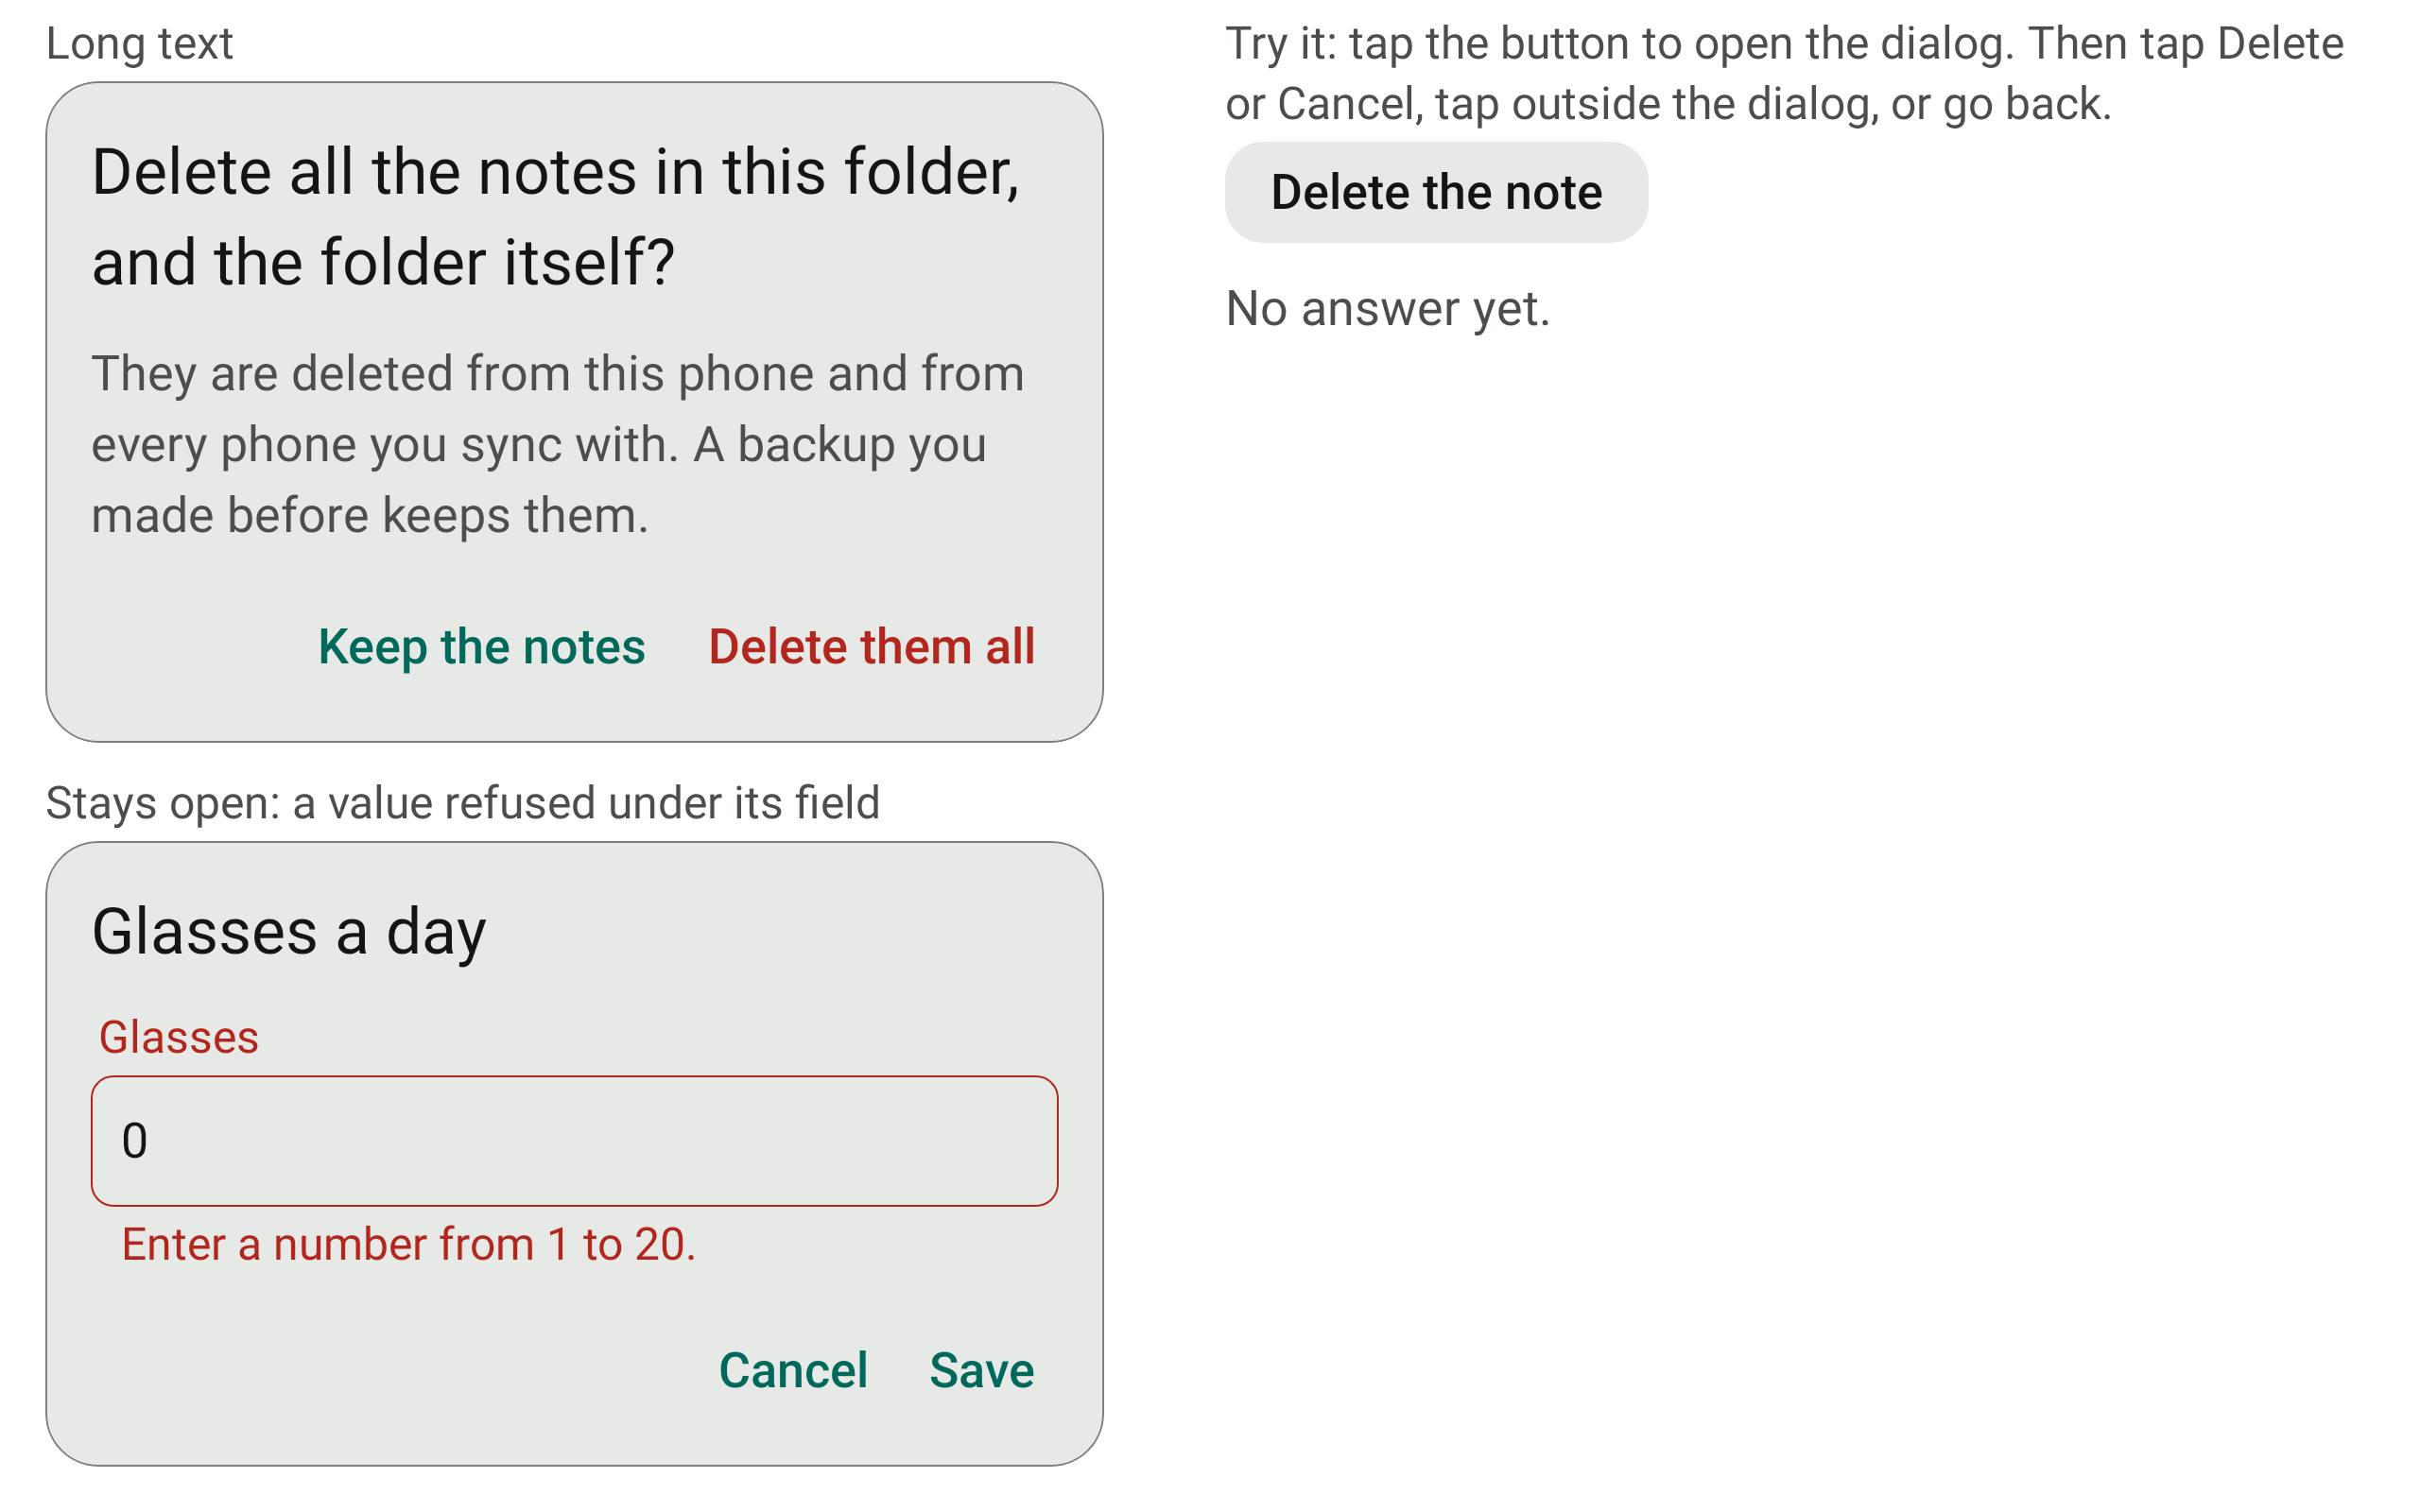 Long text
Delete all the notes in this folder,
and the folder itself?
They are deleted from this phone and from
every phone you sync with. A backup you
made before keeps them.
Keep the notes Delete them all
Stays open: a value refused under its field
Glasses a day
Glasses
0
Enter a number from 1 to 20.
Cancel Save
Try it: tap the button to open the dialog. Then tap Delete
or Cancel, tap outside the dialog, or go back.
Delete the note
No answer yet.